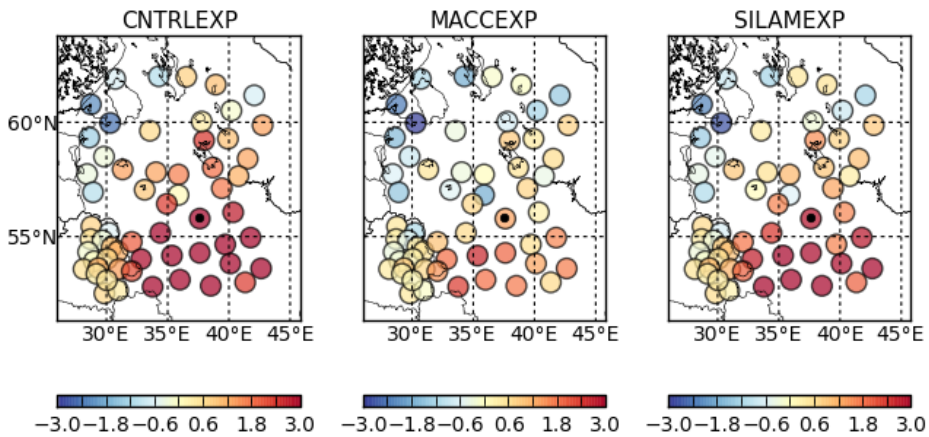 CNTRLEXP MACCEXP SILAMEXP
60°N
55°N
30°E 35°E 40°E 45°E 30°E 35°E 40°E 45°E 30°E 35°E 40°E 45°E
−3.0 −1.8 −0.6 0.6 1.8 3.0 −3.0 −1.8 −0.6 0.6 1.8 3.0 −3.0 −1.8 −0.6 0.6 1.8 3.0